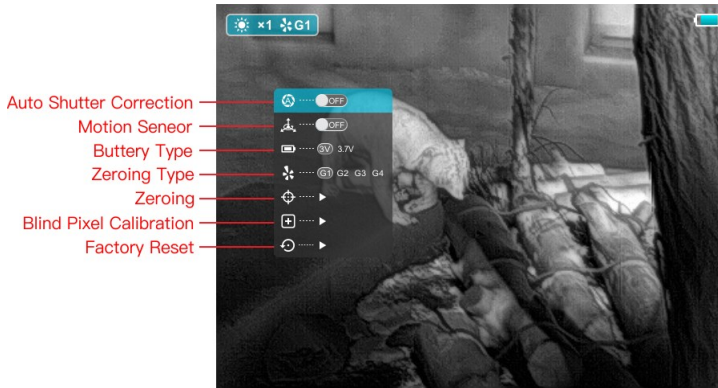 ×1 G1
Auto Shutter Correction OFF
Motion Seneor OFF
Buttery Type 3V 3.7V
Zeroing Type G1 G2 G3 G4
Zeroing
Blind Pixel Calibration
Factory Reset